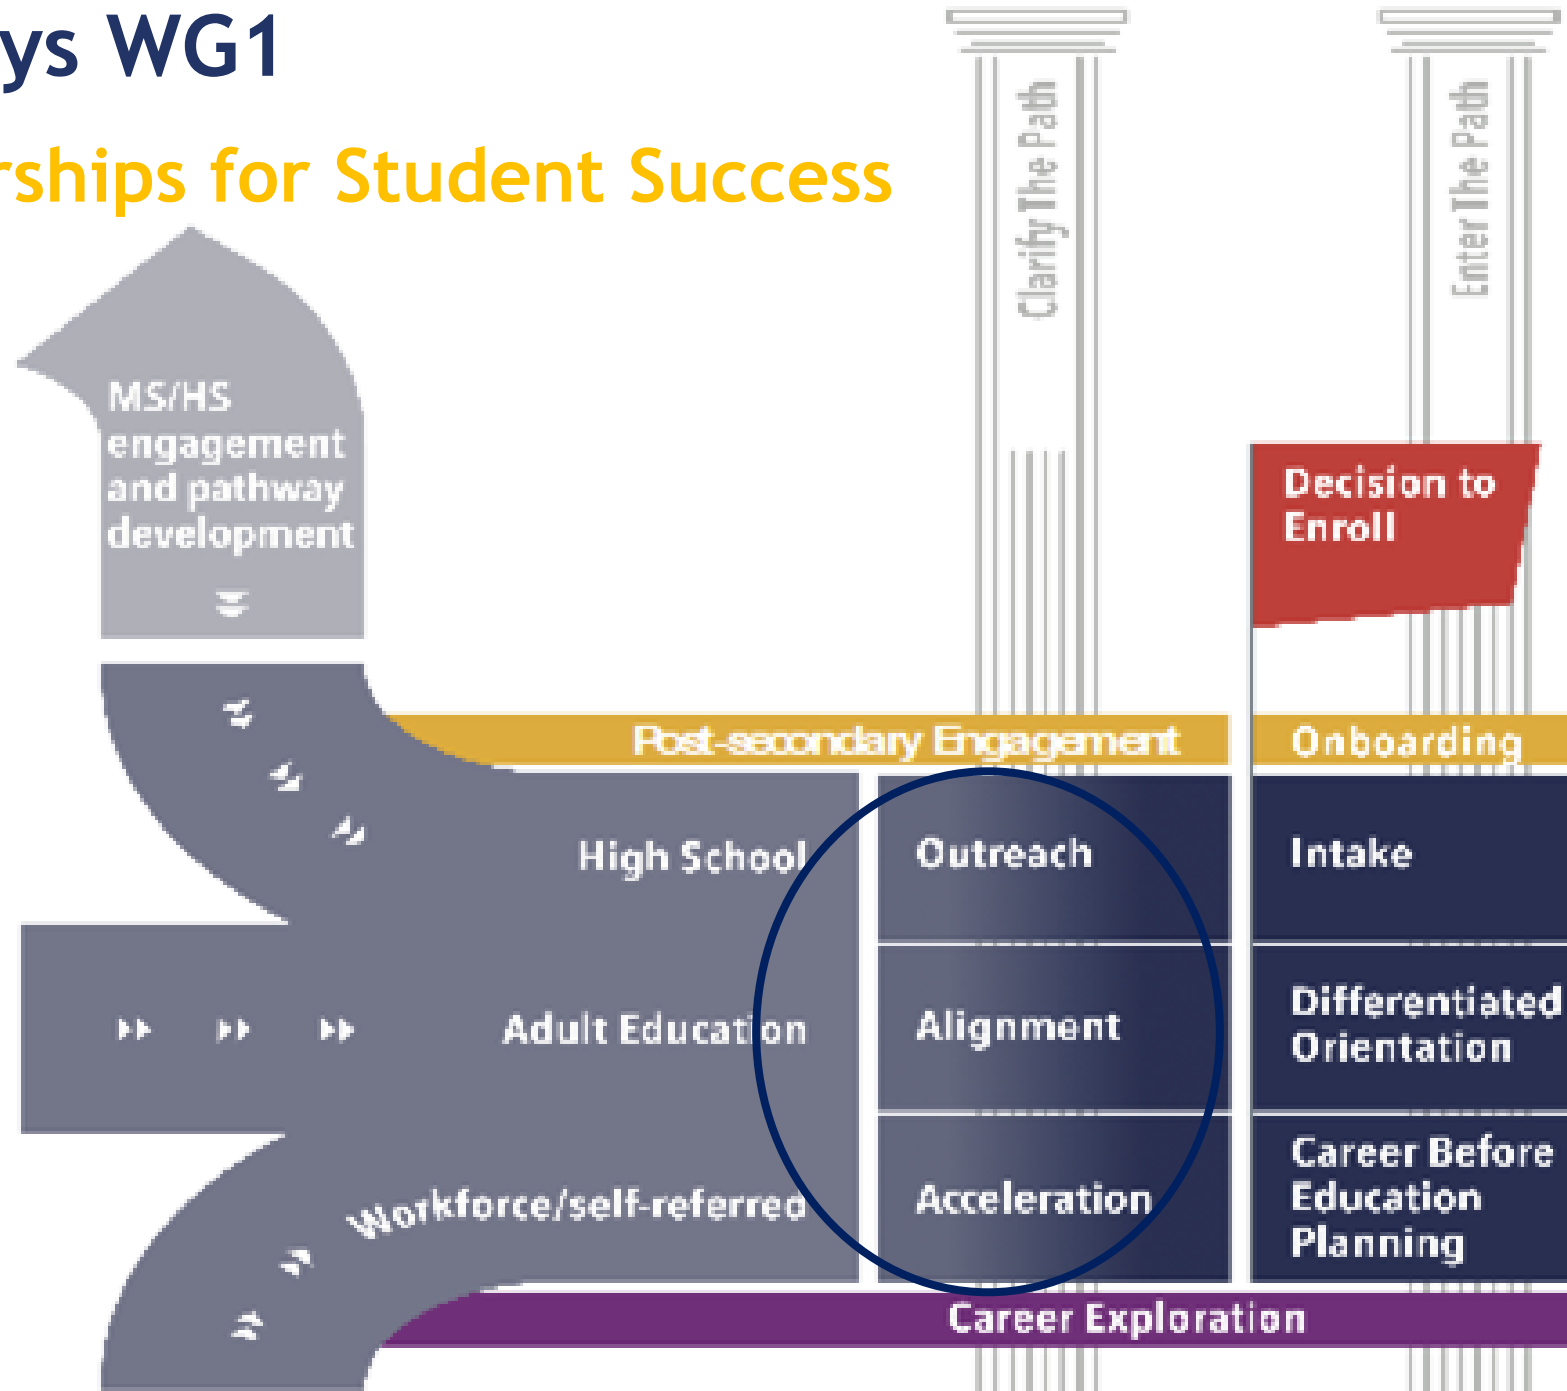 ys WG1
rships for Student Success
Clarify The Path
Enter The Path
MS/HS
engagement
and pathway
development
Decision to
Enroll
Post-secondary Engagement
Onboarding
High School
Outreach
Intake
Adult Education
Alignment
Differentiated
Orientation
Workforce/self-referred
Acceleration
Career Before
Education
Planning
Career Exploration